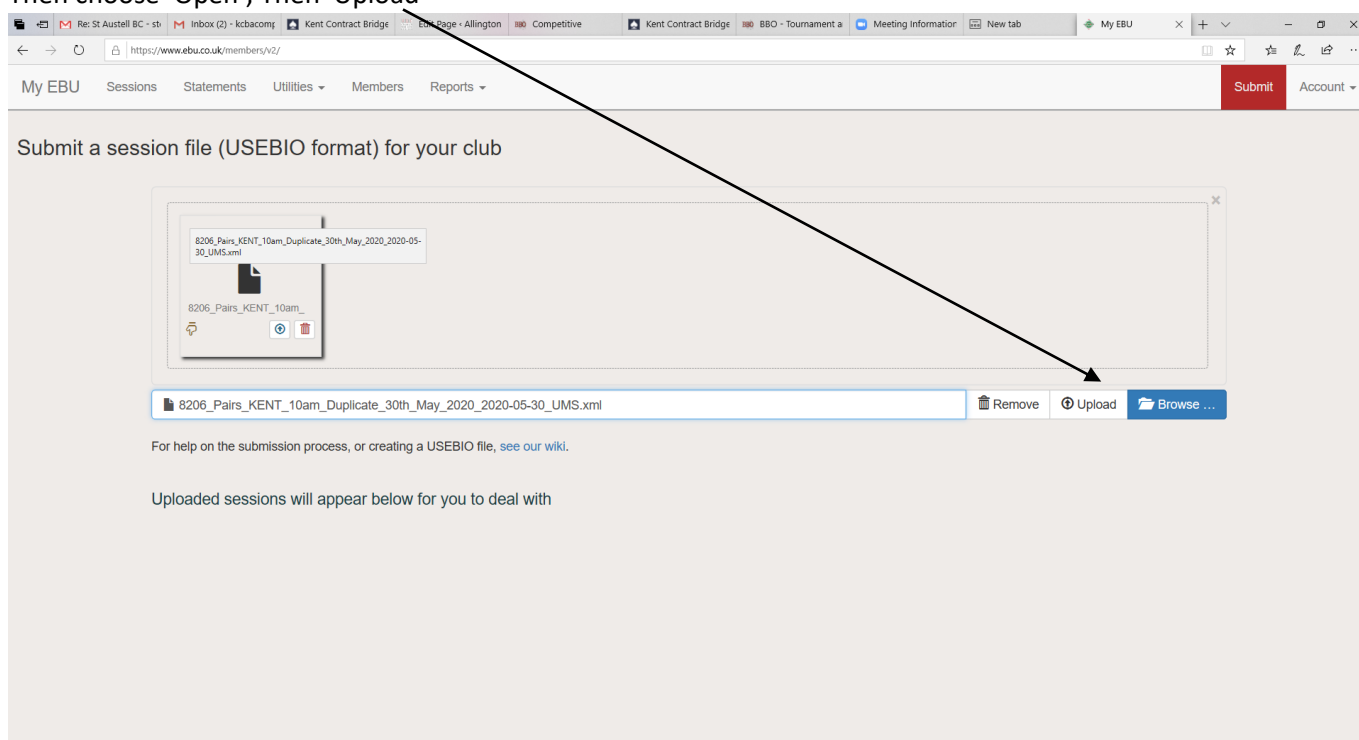 Then choose 'Open', Then 'Upload'
Re: St Austell BC - st Inbox (2) - kcbacomp Kent Contract Bridge Edit Page ‹ Allington BBO Competitive Kent Contract Bridge BBO BBO - Tournament a Meeting Information New tab My EBU
https://www.ebu.co.uk/members/v2/
My EBU Sessions Statements Utilities Members Reports Submit Account
Submit a session file (USEBIO format) for your club
8206_Pairs_KENT_10am_Duplicate_30th_May_2020_2020-05-
30_UMS.xml
8206_Pairs_KENT_10am_
8206_Pairs_KENT_10am_Duplicate_30th_May_2020_2020-05-30_UMS.xml Remove Upload Browse ...
For help on the submission process, or creating a USEBIO file, see our wiki.
Uploaded sessions will appear below for you to deal with